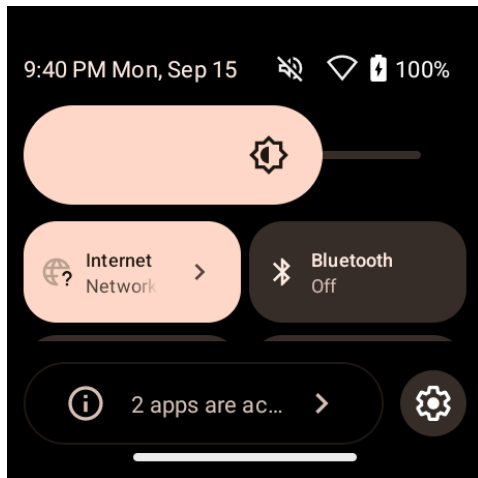 9:40 PM Mon, Sep 15 100%
Internet
Network
Bluetooth
Off
2 apps are ac...